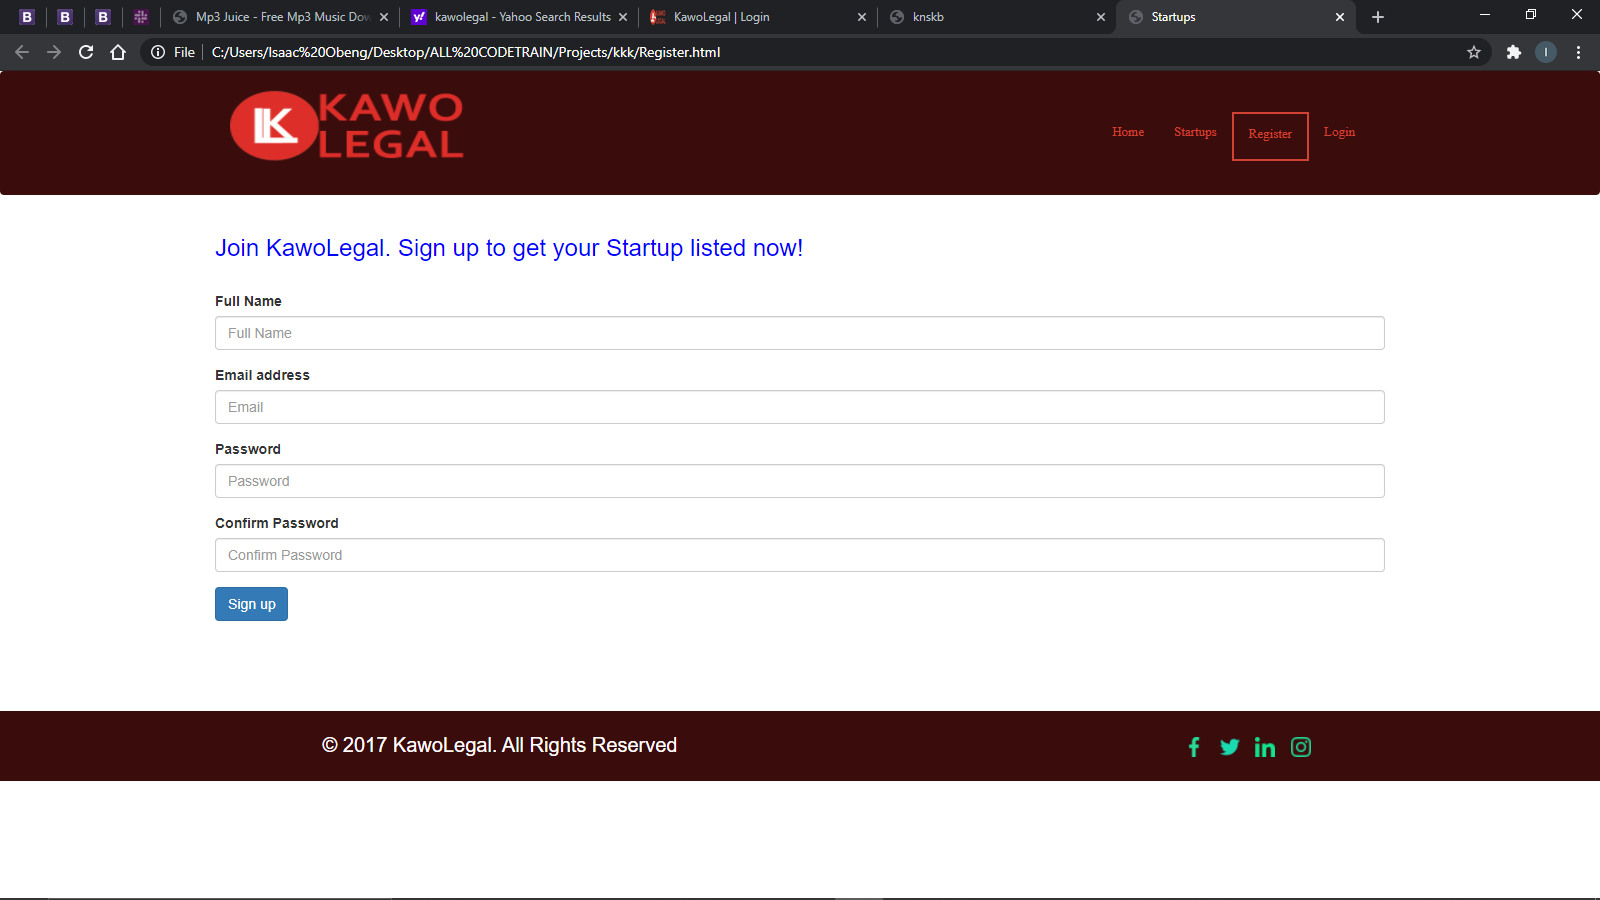 B
B
B
Mp3 Juice - Free Mp3 Music Dow
kawolegal - Yahoo Search Results
KawoLegal | Login
knskb
Startups
File
C:/Users/Isaac%20Obeng/Desktop/ALL%20CODETRAIN/Projects/kkk/Register.html
I
KAWO
LEGAL
Home
Startups
Register
Login
Join KawoLegal. Sign up to get your Startup listed now!
Full Name
Full Name
Email address
Email
Password
Password
Confirm Password
Confirm Password
Sign up
© 2017 KawoLegal. All Rights Reserved